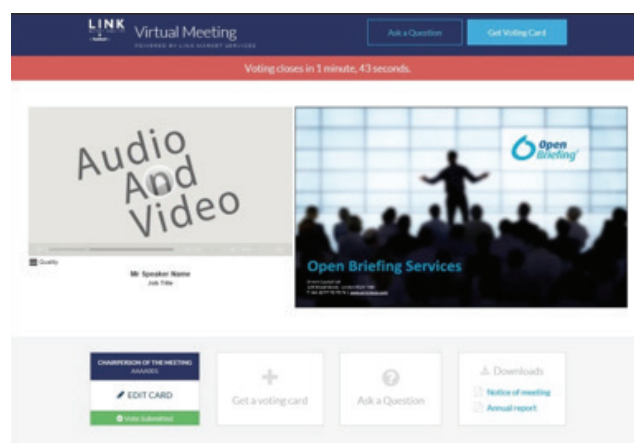 LINK
Virtual Meeting
POWERED BY LINK MARKET SERVICES
Ask a Question
Get Voting Card
Voting closes in 1 minute, 43 seconds.
Audio
And
Video
Open
Briefing
Quality
Mr Speaker Name
Job Title
Open Briefing Services
CHAIRPERSON OF THE MEETING
EDIT CARD
Vote Submitted
Get a voting card
Ask a Question
Downloads
Notice of meeting
Annual report